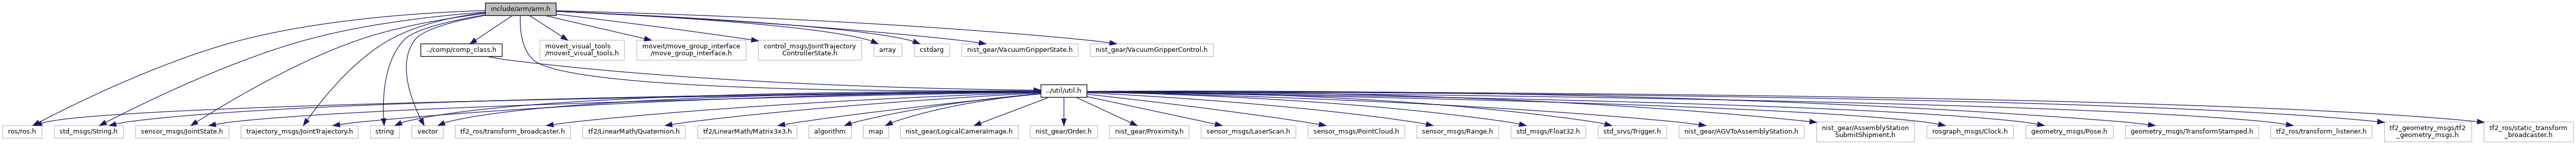 include/arm/arm.h
../comp/comp_class.h
moveit_visual_tools
/moveit_visual_tools.h
moveit/move_group_interface
/move_group_interface.h
control_msgs/JointTrajectory
ControllerState.h
array
cstdarg
nist_gear/VacuumGripperState.h
nist_gear/VacuumGripperControl.h
../util/util.h
ros/ros.h
std_msgs/String.h
sensor_msgs/JointState.h
trajectory_msgs/JointTrajectory.h
string
vector
tf2_ros/transform_broadcaster.h
tf2/LinearMath/Quaternion.h
tf2/LinearMath/Matrix3x3.h
algorithm
map
nist_gear/LogicalCameraImage.h
nist_gear/Order.h
nist_gear/Proximity.h
sensor_msgs/LaserScan.h
sensor_msgs/PointCloud.h
sensor_msgs/Range.h
std_msgs/Float32.h
std_srvs/Trigger.h
nist_gear/AGVToAssemblyStation.h
nist_gear/AssemblyStation
SubmitShipment.h
rosgraph_msgs/Clock.h
geometry_msgs/Pose.h
geometry_msgs/TransformStamped.h
tf2_ros/transform_listener.h
tf2_geometry_msgs/tf2
_geometry_msgs.h
tf2_ros/static_transform
_broadcaster.h